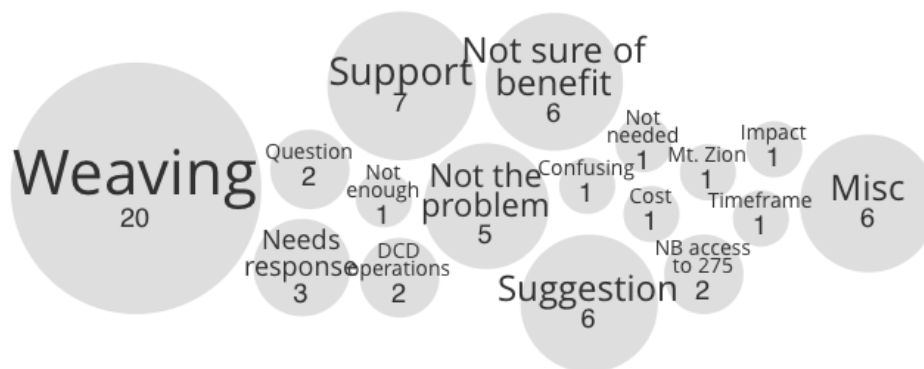 Weaving
20
Support
7
Not sure of
benefit
6
Question
2
Not
enough
1
Not the
problem
5
Needs
response
3
DCD
operations
2
Confusing
1
Not
needed
1
Mt. Zion
1
Impact
1
Cost
1
Timeframe
1
NB access
to 275
2
Suggestion
6
Misc
6